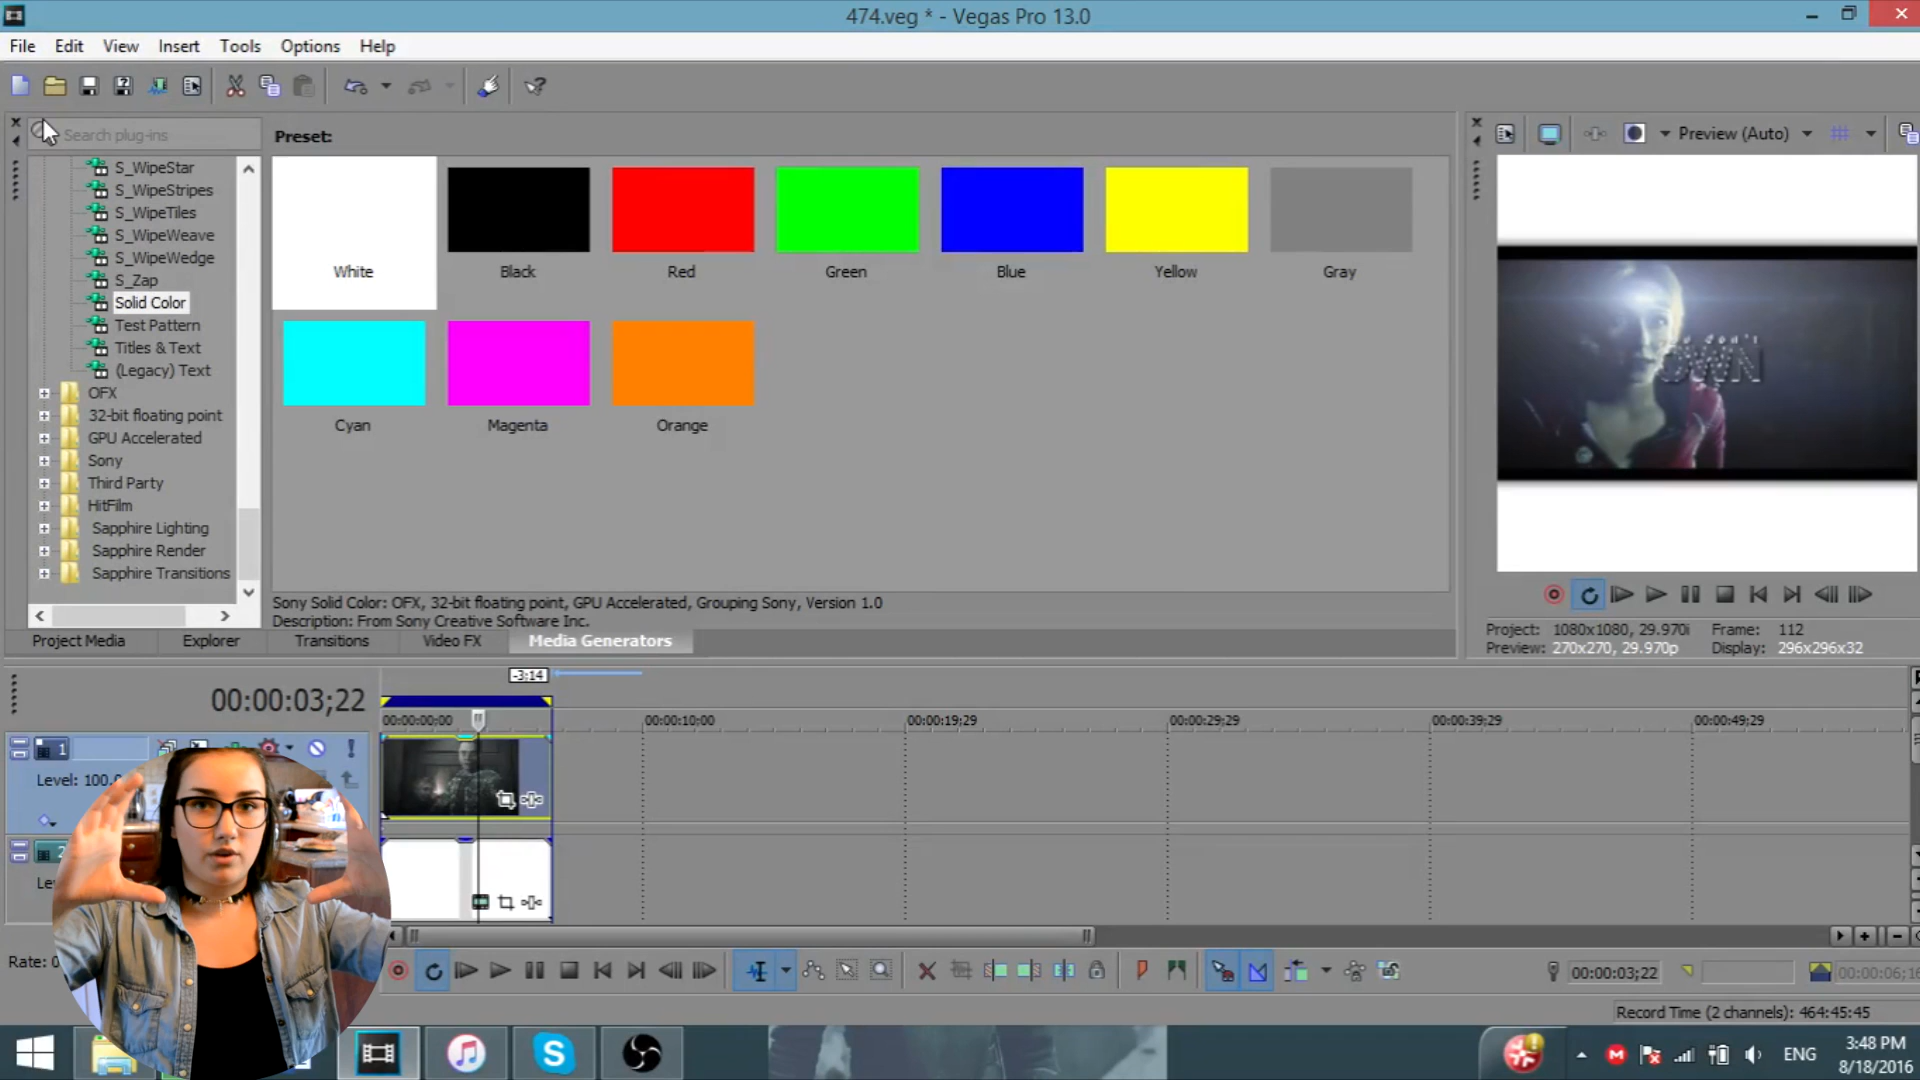 474.veg * - Vegas Pro 13.0
File Edit View Insert Tools Options Help
Search plug-ins
Preset:
Preview (Auto)
S_WipeStar
S_WipeStripes
S_WipeTiles
S_WipeWeave
S_WipeWedge
S_Zap
Solid Color
Test Pattern
Titles & Text
(Legacy) Text
OFX
32-bit floating point
GPU Accelerated
Sony
Third Party
HitFilm
Sapphire Lighting
Sapphire Render
Sapphire Transitions
White Black Red Green Blue Yellow Gray
Cyan Magenta Orange
OWN
Sony Solid Color: OFX, 32-bit floating point, GPU Accelerated, Grouping Sony, Version 1.0
Description: From Sony Creative Software Inc.
Project Media Explorer Transitions Video FX Media Generators
Project: 1080x1080, 29.970i Frame: 112
Preview: 270x270, 29.970p Display: 296x296x32
-3:14
00:00:03;22
00:00:00;00 00:00:10;00 00:00:19;29 00:00:29;29 00:00:39;29 00:00:49;29
1
Level: 100.
2
Rate:
00:00:03;22
Record Time (2 channels): 464:45:45
ENG
3:48 PM
8/18/2016